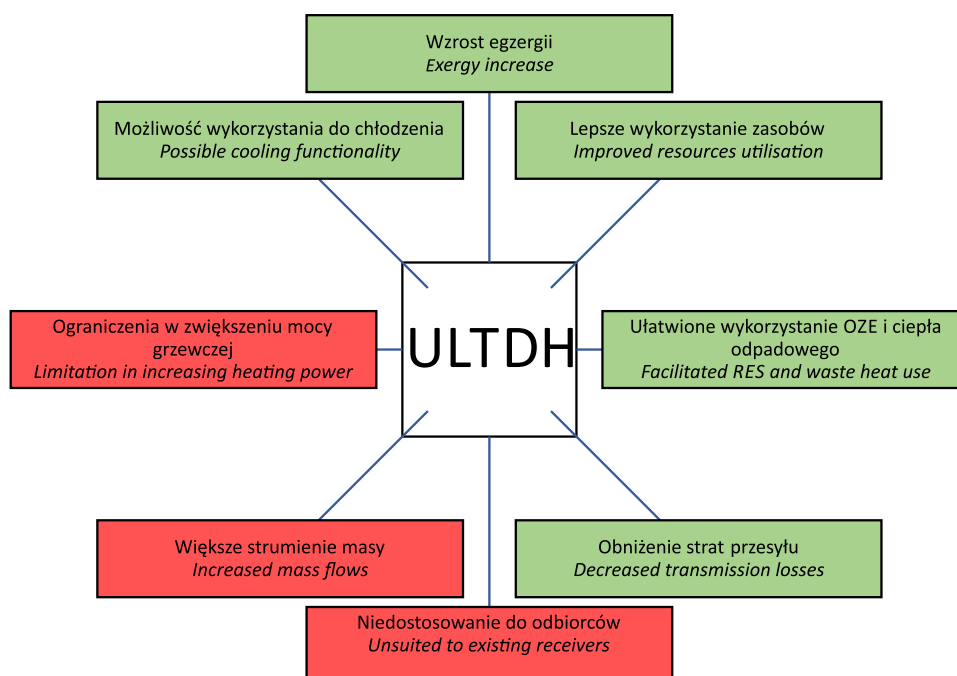 Wzrost egzergii
Exergy increase
Możliwość wykorzystania do chłodzenia
Possible cooling functionality
Lepsze wykorzystanie zasobów
Improved resources utilisation
Ograniczenia w zwiększeniu mocy
grzewczej
Limitation in increasing heating power
ULTDH
Ułatwione wykorzystanie OZE i ciepła
odpadowego
Facilitated RES and waste heat use
Większe strumienie masy
Increased mass flows
Obniżenie strat przesyłu
Decreased transmission losses
Niedostosowanie do odbiorców
Unsuited to existing receivers